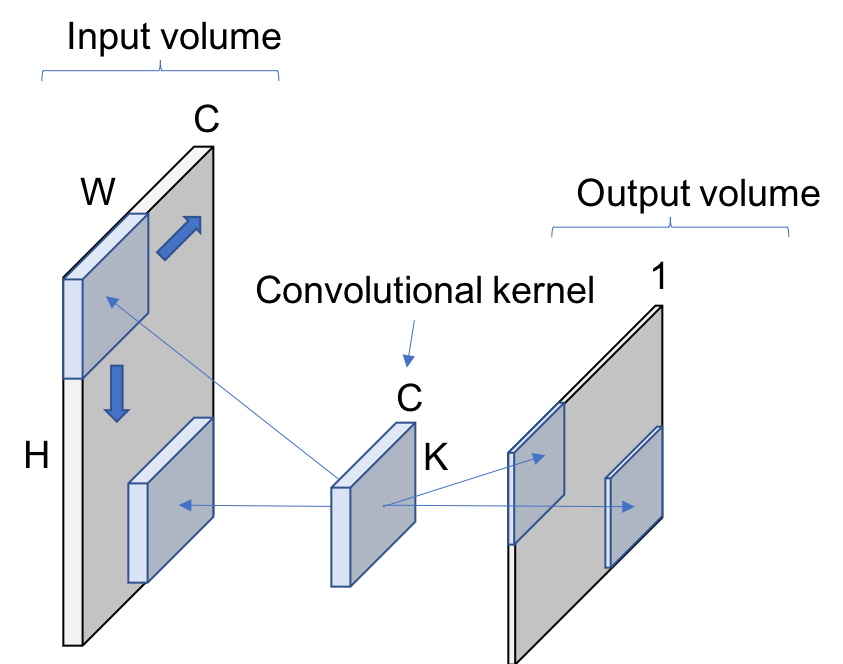 Input volume
C
W
Output volume
1
Convolutional kernel
C
K
H